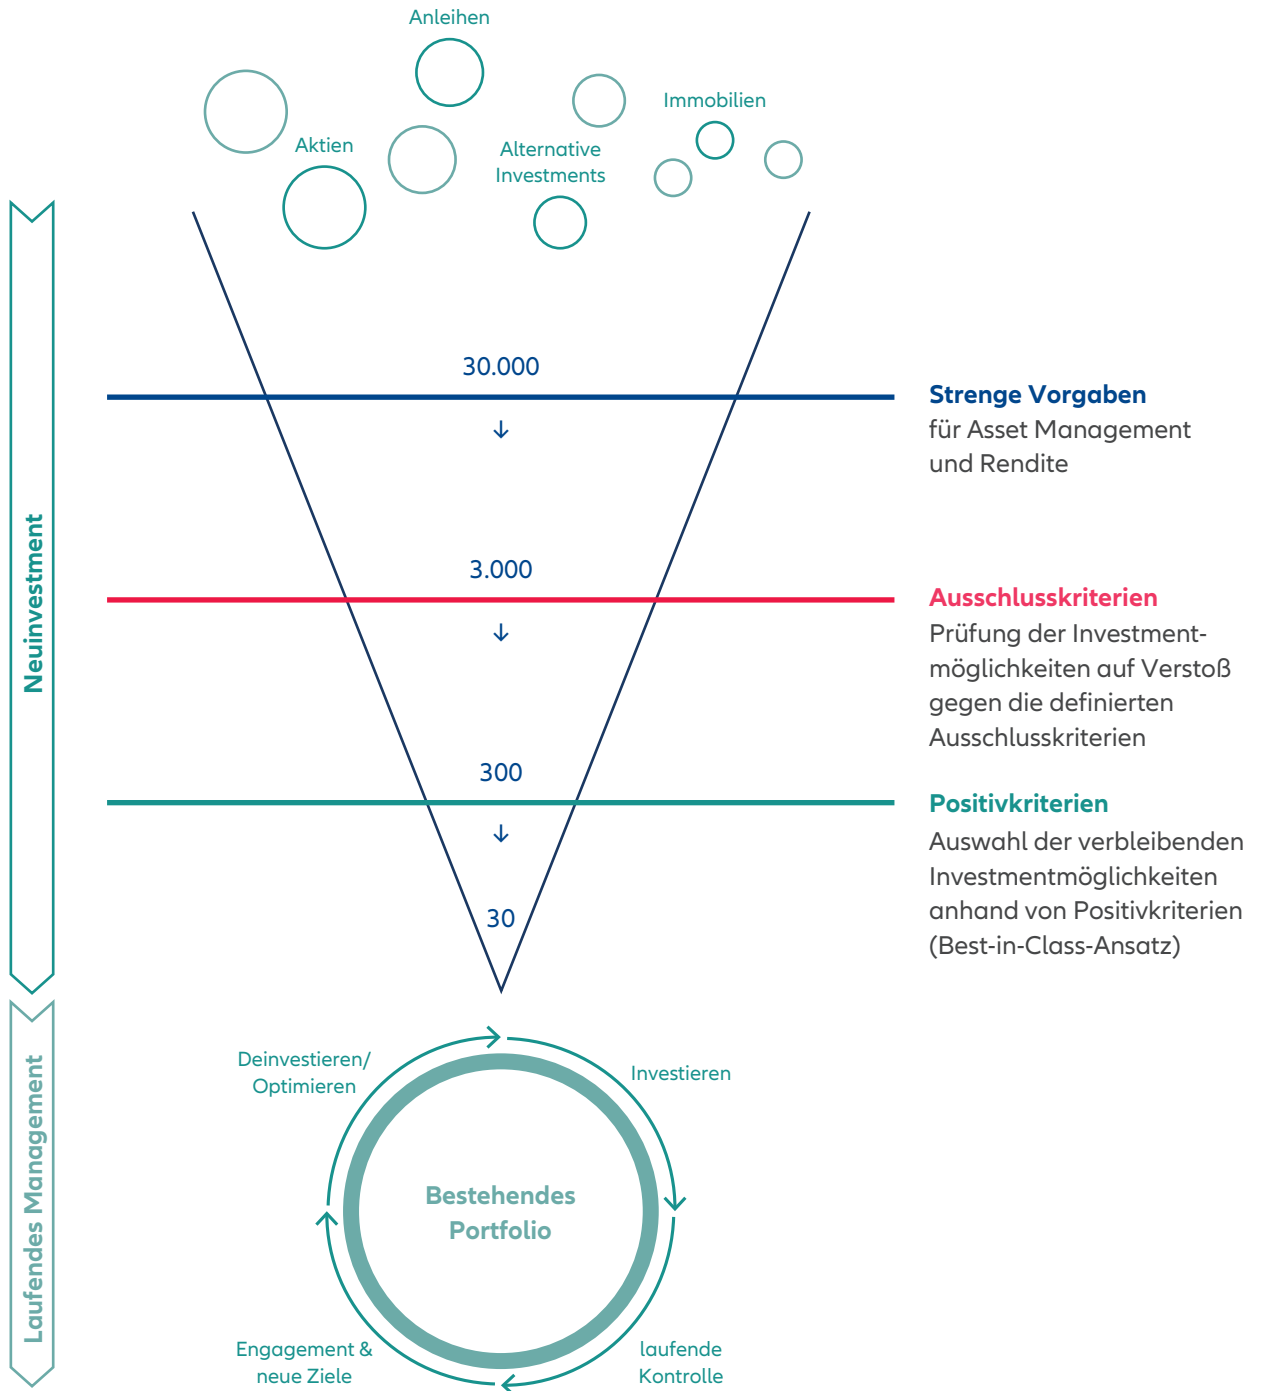 Anleihen
Immobilien
Aktien
Alternative
Investments
Neuinvestment
30.000
Strenge Vorgaben
für Asset Management
und Rendite
3.000
Ausschlusskriterien
Prüfung der Investment-
möglichkeiten auf Verstoß
gegen die definierten
Ausschlusskriterien
300
Positivkriterien
Auswahl der verbleibenden
Investmentmöglichkeiten
anhand von Positivkriterien
(Best-in-Class-Ansatz)
30
Laufendes Management
Deinvestieren/
Optimieren
Investieren
Bestehendes
Portfolio
Engagement &
neue Ziele
laufende
Kontrolle